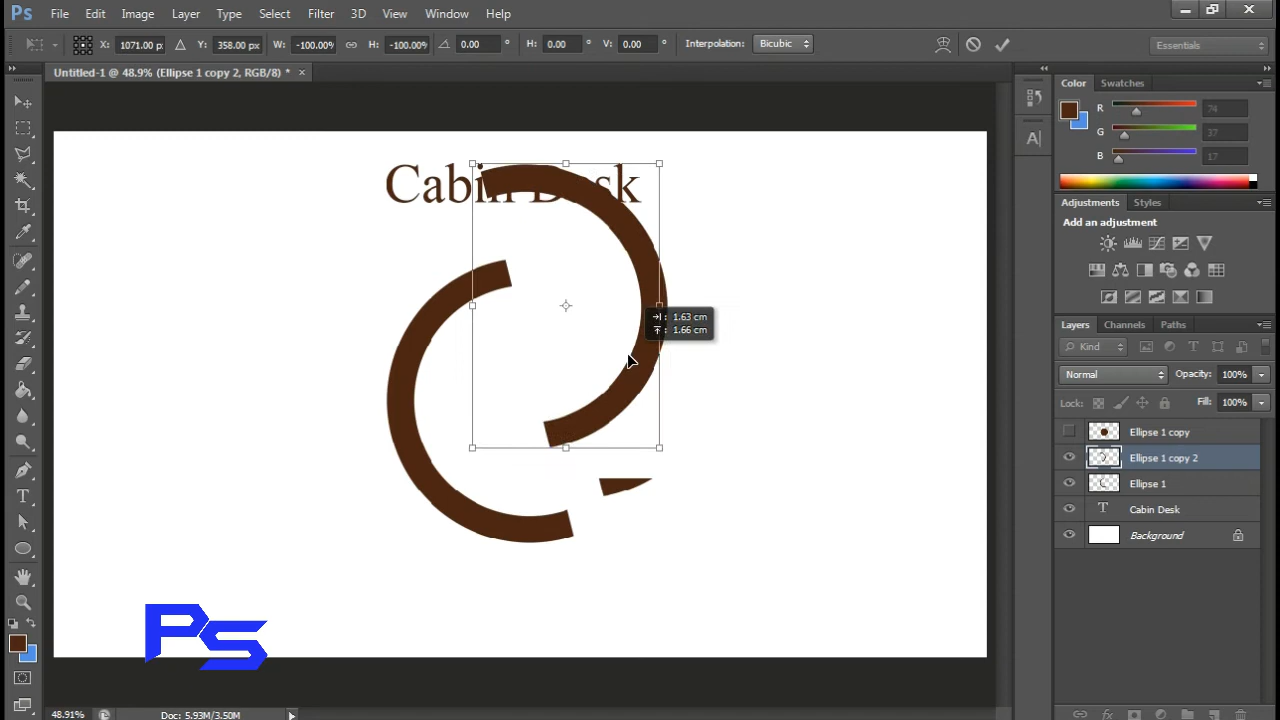 Ps File Edit Image Layer Type Select Filter 3D View Window Help
X: 1071.00 p: Y: 358.00 px W: -100.00% H: -100.00% 0.00 ° H: 0.00 ° V: 0.00 ° Interpolation: Bicubic Essentials
Untitled-1 @ 48.9% (Ellipse 1 copy 2, RGB/8) * ×
Color Swatches
R 74
G 37
B 17
Adjustments Styles
Add an adjustment
Cabin Desk
1.63 cm
1.66 cm
Layers Channels Paths
Kind
Normal Opacity: 100%
Lock: Fill: 100%
Ellipse 1 copy
Ellipse 1 copy 2
Ellipse 1
T Cabin Desk
Background
PS
48.91% Doc: 5.93M/3.50M